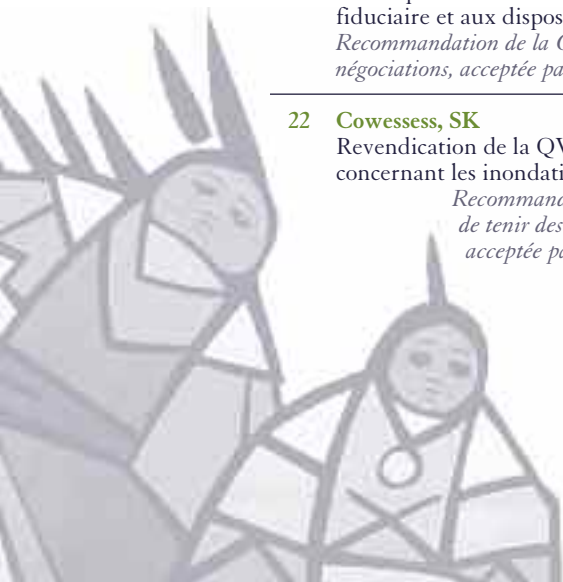 fiduciaire et aux dispos
Recommandation de la C
négociations, acceptée pa
22 Cowessess, SK
Revendication de la QV
concernant les inondati
Recommand
de tenir des
acceptée pa